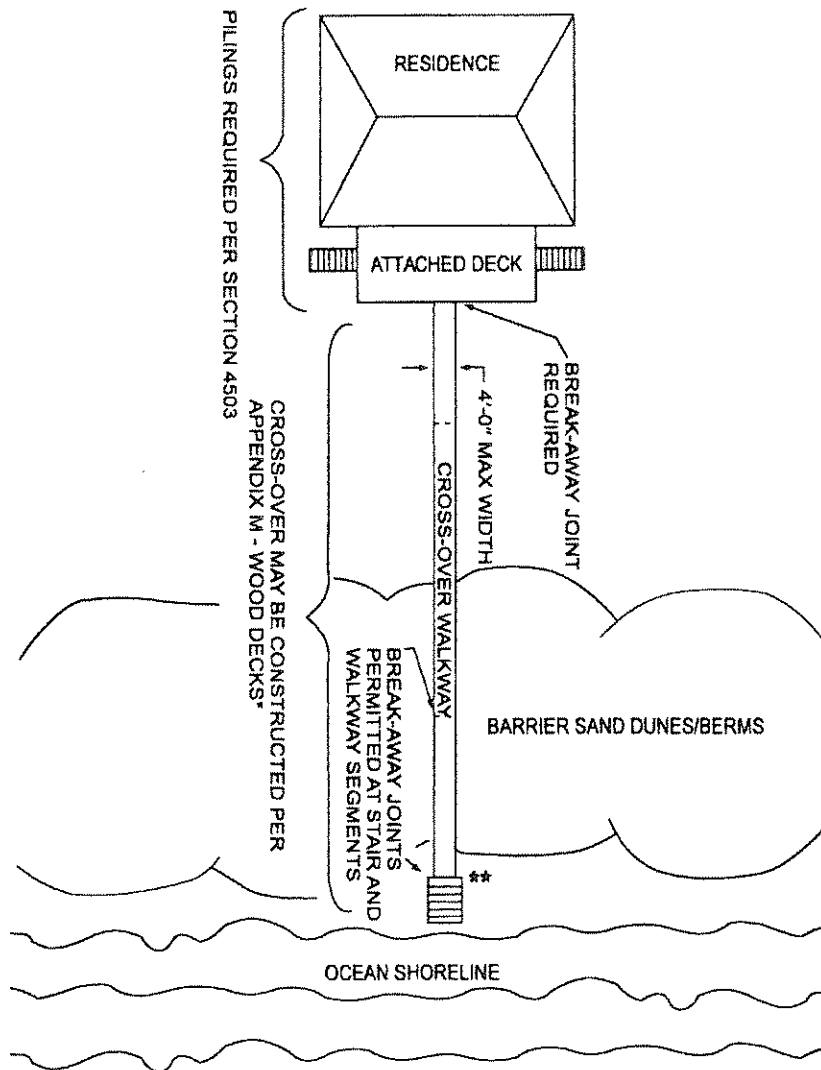 RESIDENCE
ATTACHED DECK
PILINGS REQUIRED PER SECTION 4503
BREAK-AWAY JOINT
REQUIRED
4'-0" MAX WIDTH
CROSS-OVER WALKWAY
CROSS-OVER MAY BE CONSTRUCTED PER
APPENDIX M - WOOD DECKS*
BREAK-AWAY JOINTS
PERMITTED AT STAIR AND
WALKWAY SEGMENTS
BARRIER SAND DUNES/BERMS
**
OCEAN SHORELINE